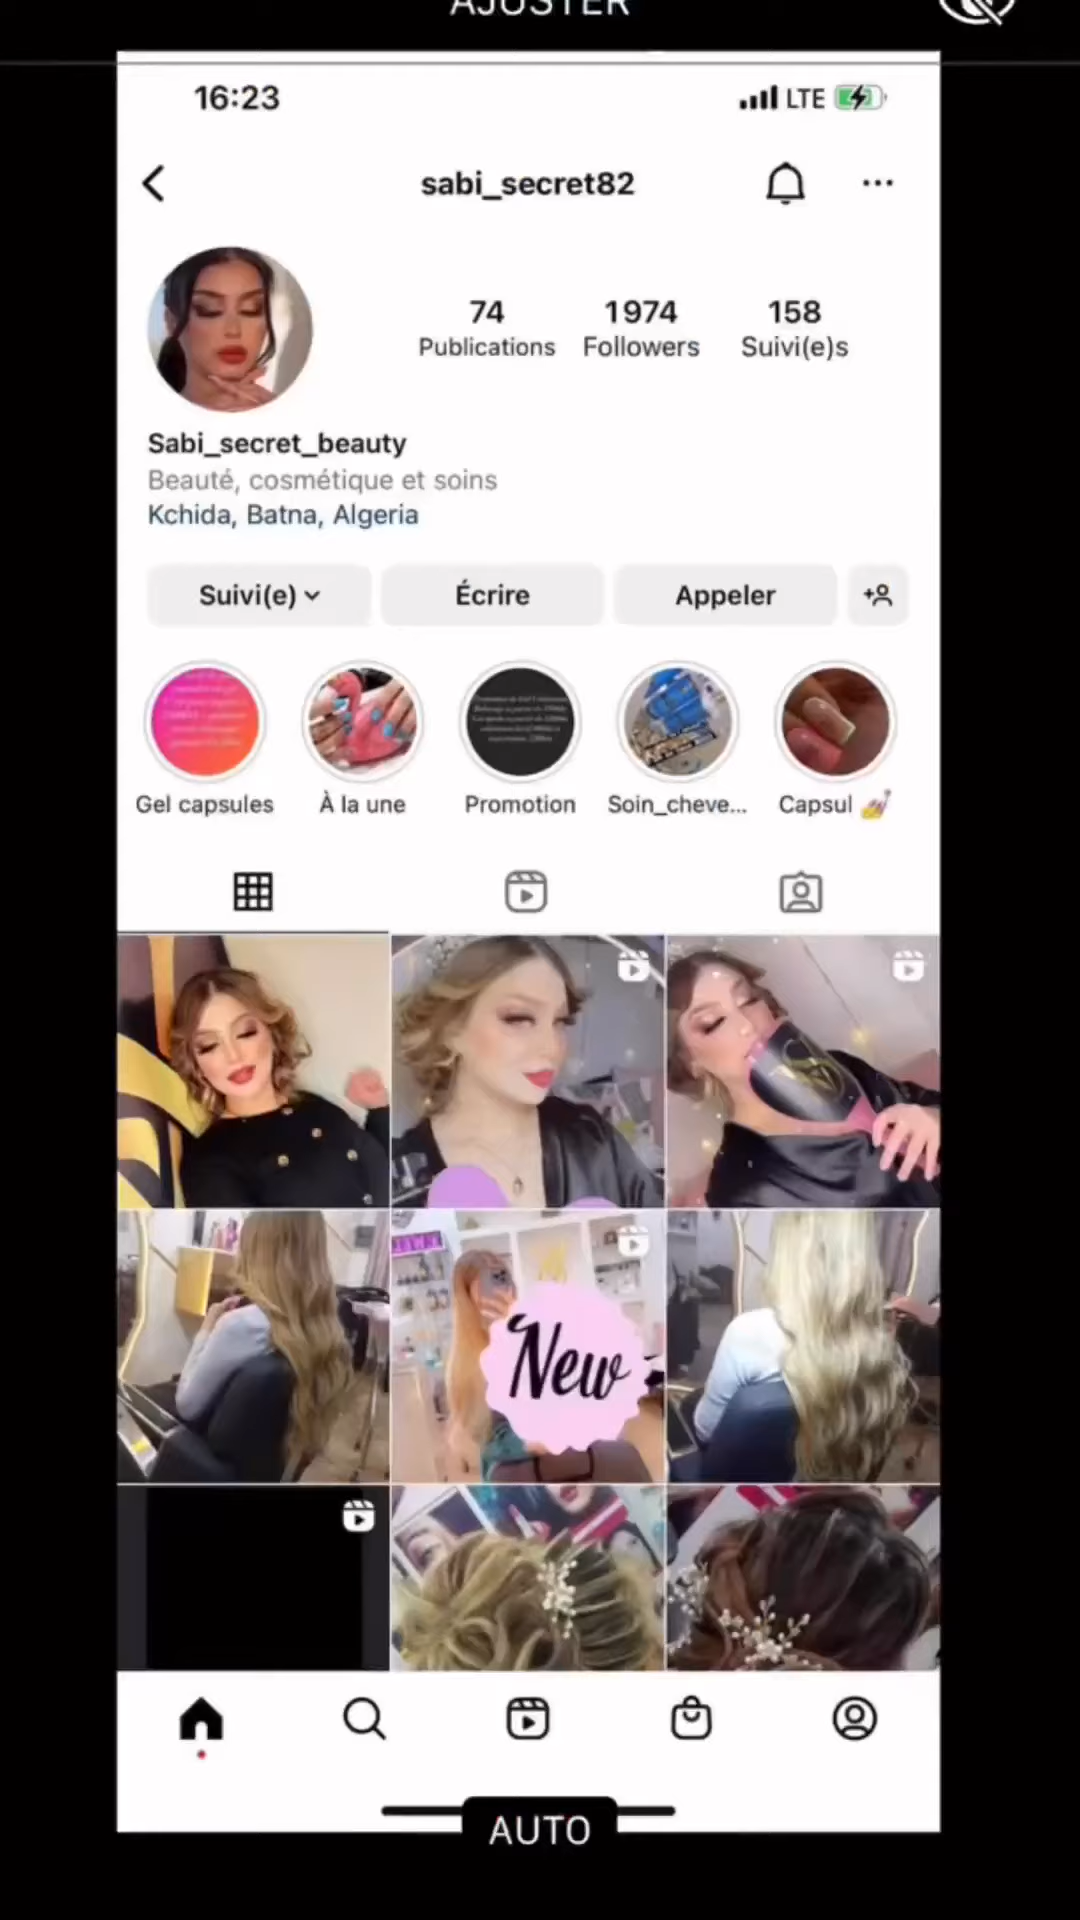 AJUSTER
16:23
LTE
sabi_secret82
74
1974
158
Publications
Followers
Suivi(e)s
Sabi_secret_beauty
Beauté, cosmétique et soins
Kchida, Batna, Algeria
Suivi(e)
Écrire
Appeler
Gel capsules
À la une
Promotion
Soin_cheve...
Capsul 💅
New
AUTO